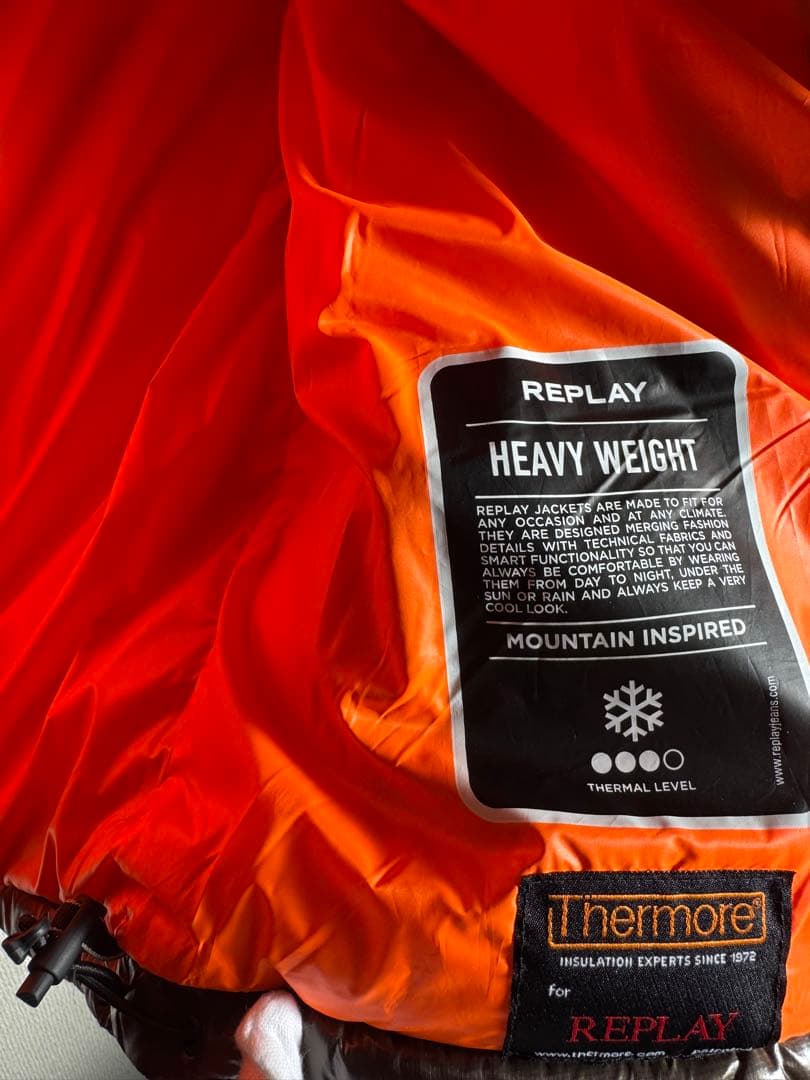 REPLAY
HEAVY WEIGHT
REPLAY JACKETS ARE MADE TO FIT FOR
ANY OCCASION AND AT ANY CLIMATE.
THEY ARE DESIGNED MERGING FASHION
DETAILS WITH TECHNICAL FABRICS AND
SMART FUNCTIONALITY SO THAT YOU CAN
ALWAYS BE COMFORTABLE BY WEARING
THEM FROM DAY TO NIGHT, UNDER THE
SUN OR RAIN AND ALWAYS KEEP A VERY
COOL LOOK.
MOUNTAIN INSPIRED
THERMAL LEVEL
www.replayjeans.com
Thermore®
INSULATION EXPERTS SINCE 1972
for
REPLAY
www.thermore.com